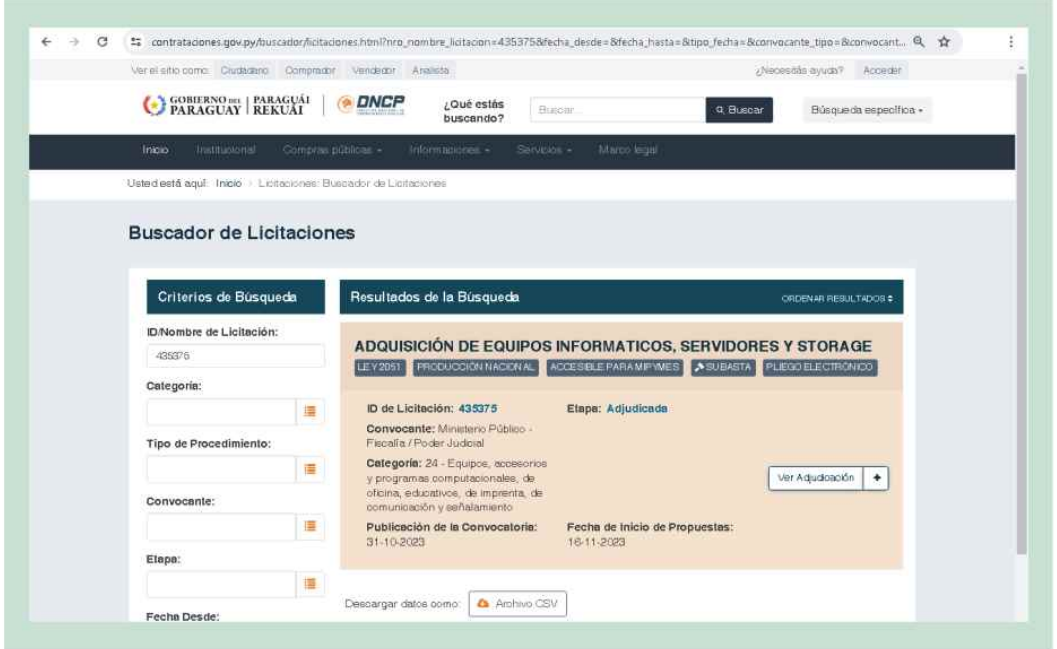 contrataciones.gov.py/buscador/licitaciones.html?nro_nombre_licitacion=435375&fecha_desde=&fecha_hasta=&tipo_fecha=&convocante_tipo=&convocant...
Ver el sitio como: Ciudadano Comprador Vendedor Analista ¿Necesitás ayuda? Acceder
GOBIERNO DEL PARAGUAY | PARAGUÁI REKUÁI
DNCP
¿Qué estás buscando?
Buscar...
Buscar
Búsqueda específica
Inicio Institucional Compras públicas Informaciones Servicios Marco legal
Usted está aquí: Inicio > Licitaciones: Buscador de Licitaciones
Buscador de Licitaciones
Criterios de Búsqueda
ID/Nombre de Licitación:
435375
Categoría:
Tipo de Procedimiento:
Convocante:
Etapa:
Fecha Desde:
Resultados de la Búsqueda
ORDENAR RESULTADOS
ADQUISICIÓN DE EQUIPOS INFORMATICOS, SERVIDORES Y STORAGE
LEY 2051 PRODUCCIÓN NACIONAL ACCESIBLE PARA MIPYMES SUBASTA PLIEGO ELECTRÓNICO
ID de Licitación: 435375
Etapa: Adjudicada
Convocante: Ministerio Público -
Fiscalía / Poder Judicial
Categoría: 24 - Equipos, accesorios
y programas computacionales, de
oficina, educativos, de imprenta, de
comunicación y señalamiento
Ver Adjudicación +
Publicación de la Convocatoria:
31-10-2023
Fecha de Inicio de Propuestas:
16-11-2023
Descargar datos como: Archivo CSV